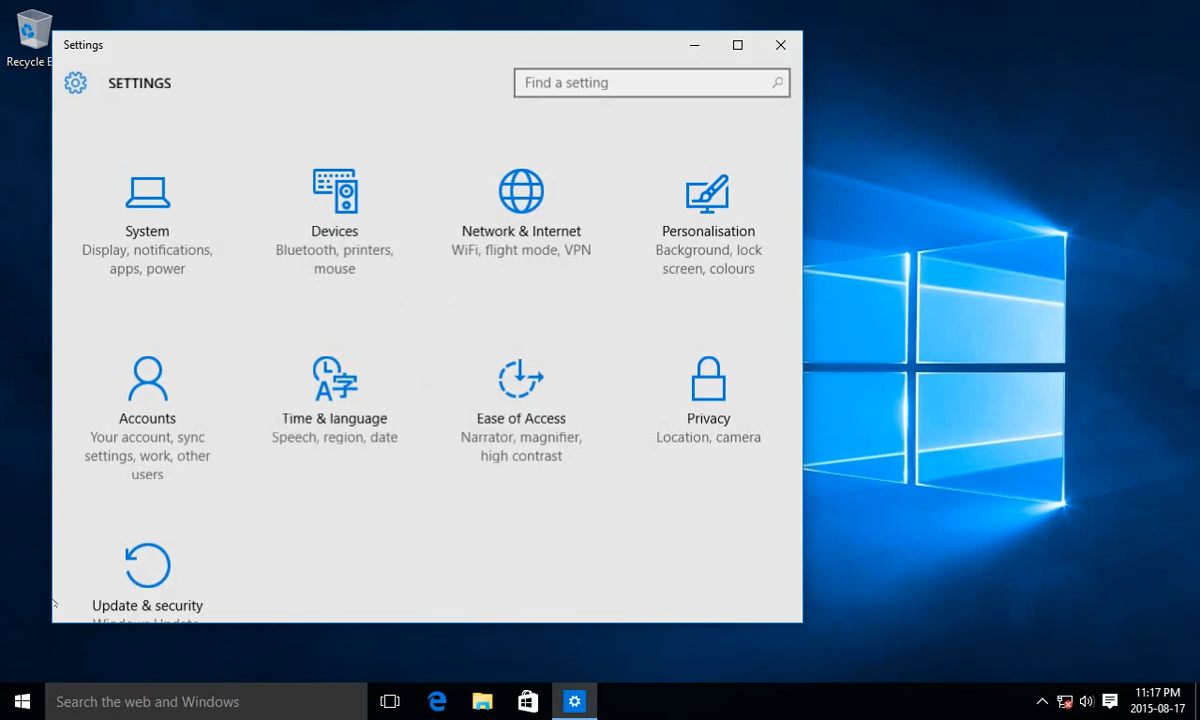 Recycle B
Settings
SETTINGS
Find a setting
System
Display, notifications,
apps, power
Devices
Bluetooth, printers,
mouse
Network & Internet
WiFi, flight mode, VPN
Personalisation
Background, lock
screen, colours
Accounts
Your account, sync
settings, work, other
users
Time & language
Speech, region, date
Ease of Access
Narrator, magnifier,
high contrast
Privacy
Location, camera
Update & security
Windows Update
Search the web and Windows
11:17 PM
2015-08-17